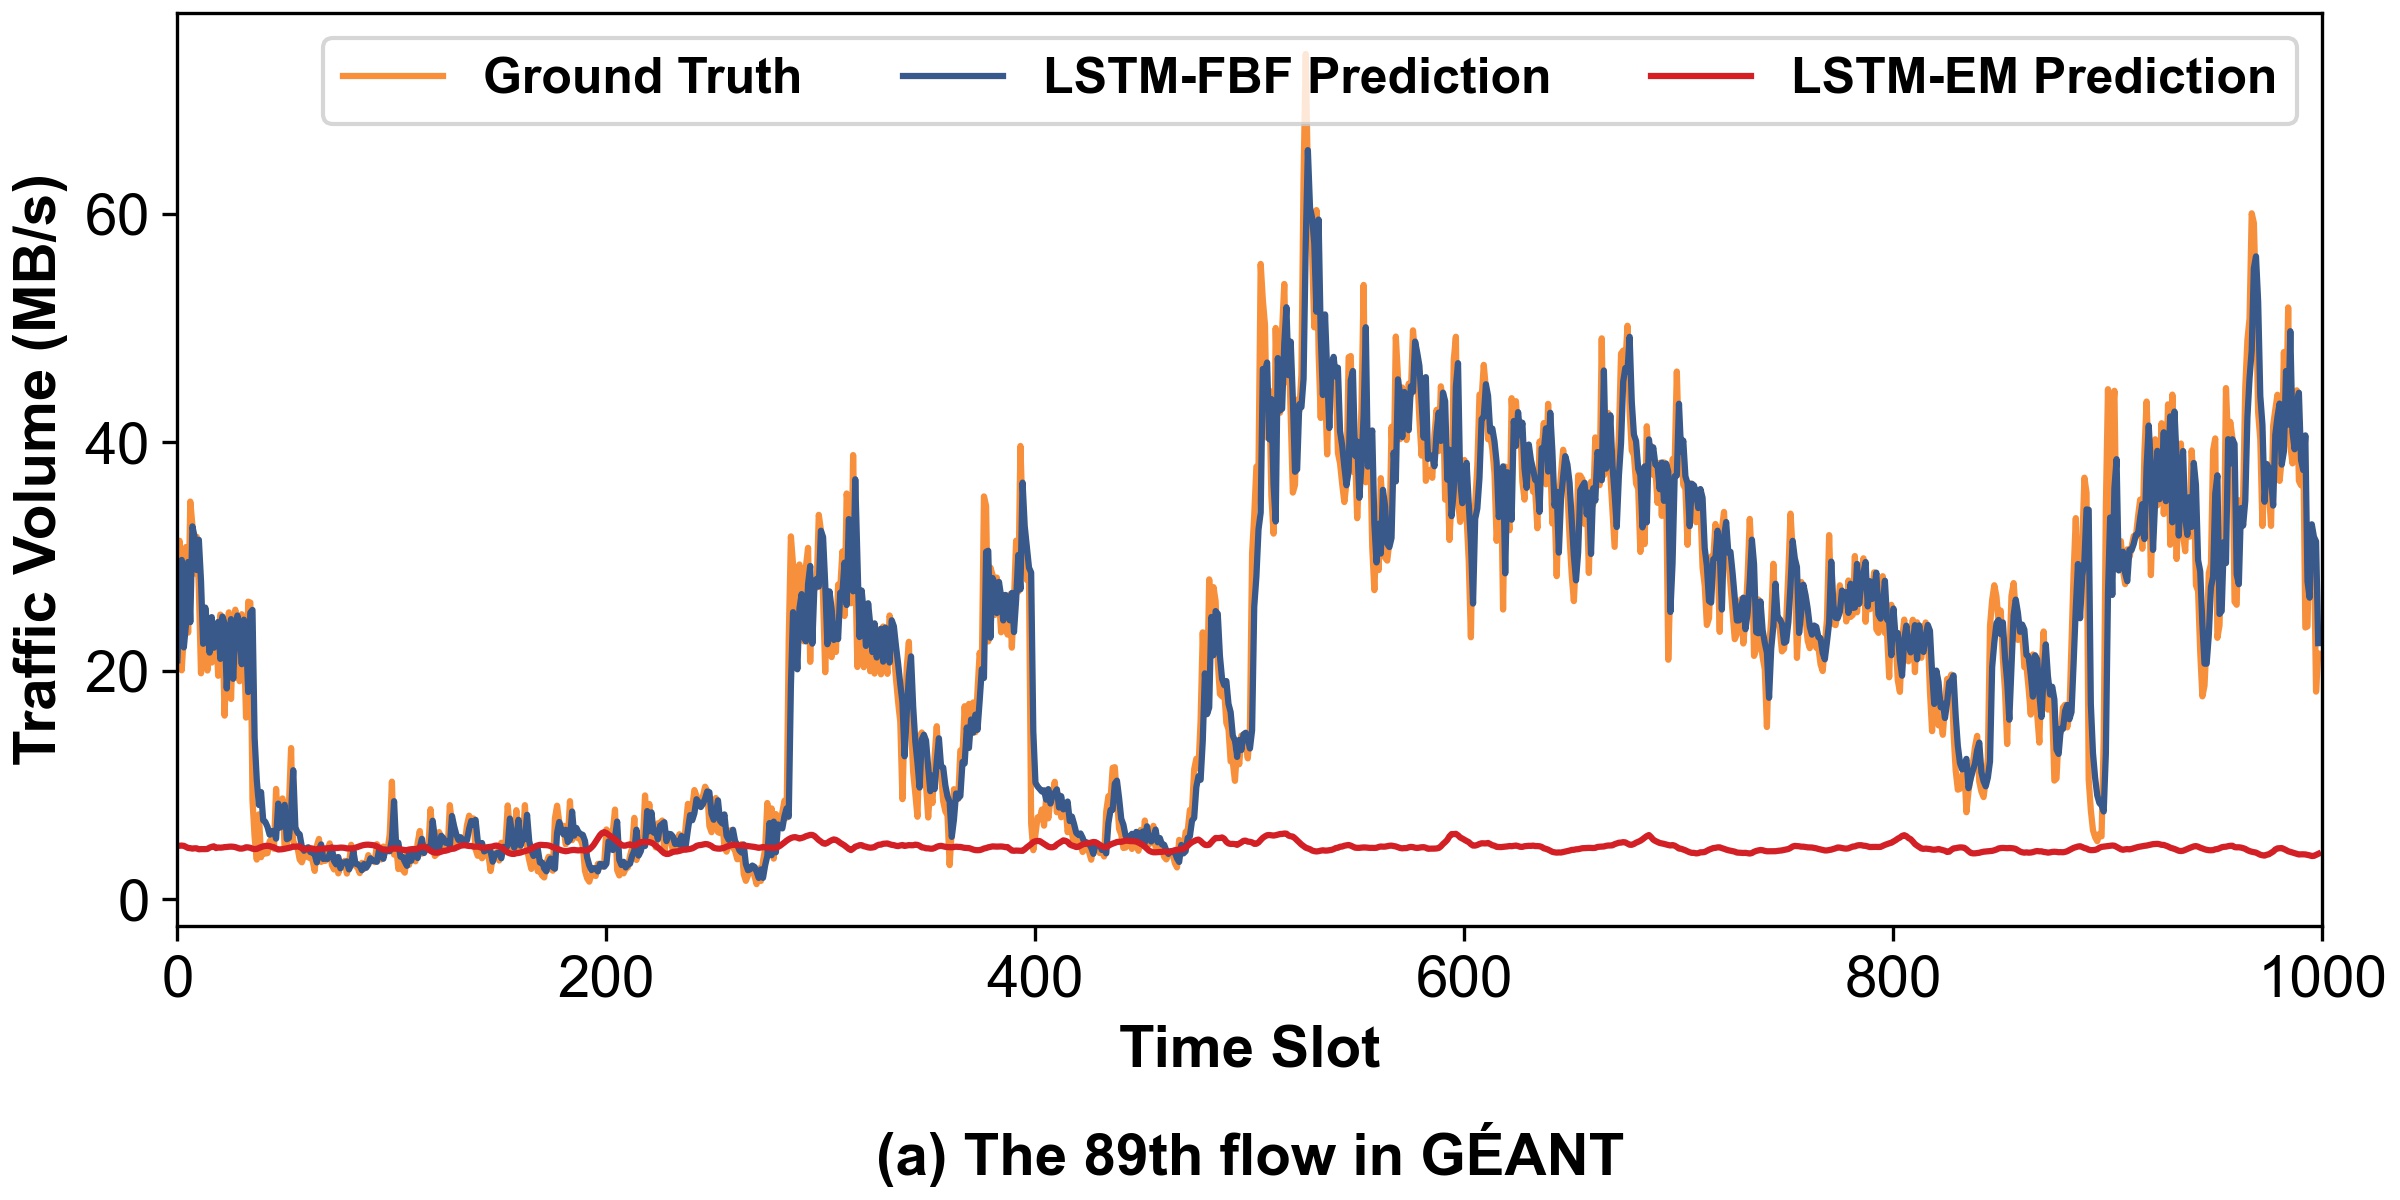 Ground Truth LSTM-FBF Prediction LSTM-EM Prediction
Traffic Volume (MB/s)
60
40
20
0
0 200 400 600 800 1000
Time Slot
(a) The 89th flow in GÉANT